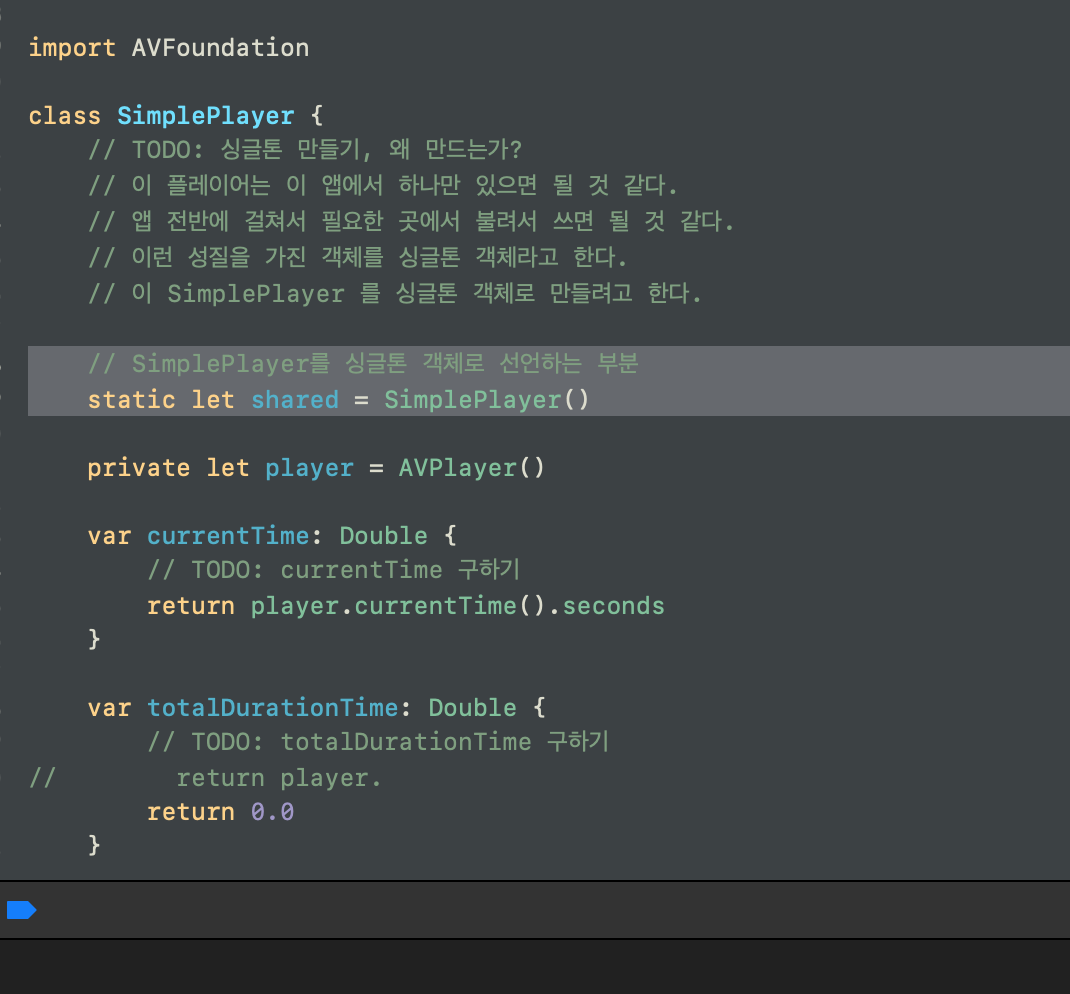 import AVFoundation
class SimplePlayer {
// TODO: 싱글톤 만들기, 왜 만드는가?
// 이 플레이어는 이 앱에서 하나만 있으면 될 것 같다.
// 앱 전반에 걸쳐서 필요한 곳에서 불려서 쓰면 될 것 같다.
// 이런 성질을 가진 객체를 싱글톤 객체라고 한다.
// 이 SimplePlayer 를 싱글톤 객체로 만들려고 한다.
// SimplePlayer를 싱글톤 객체로 선언하는 부분
static let shared = SimplePlayer()
private let player = AVPlayer()
var currentTime: Double {
// TODO: currentTime 구하기
return player.currentTime().seconds
}
var totalDurationTime: Double {
// TODO: totalDurationTime 구하기
//        return player.
return 0.0
}